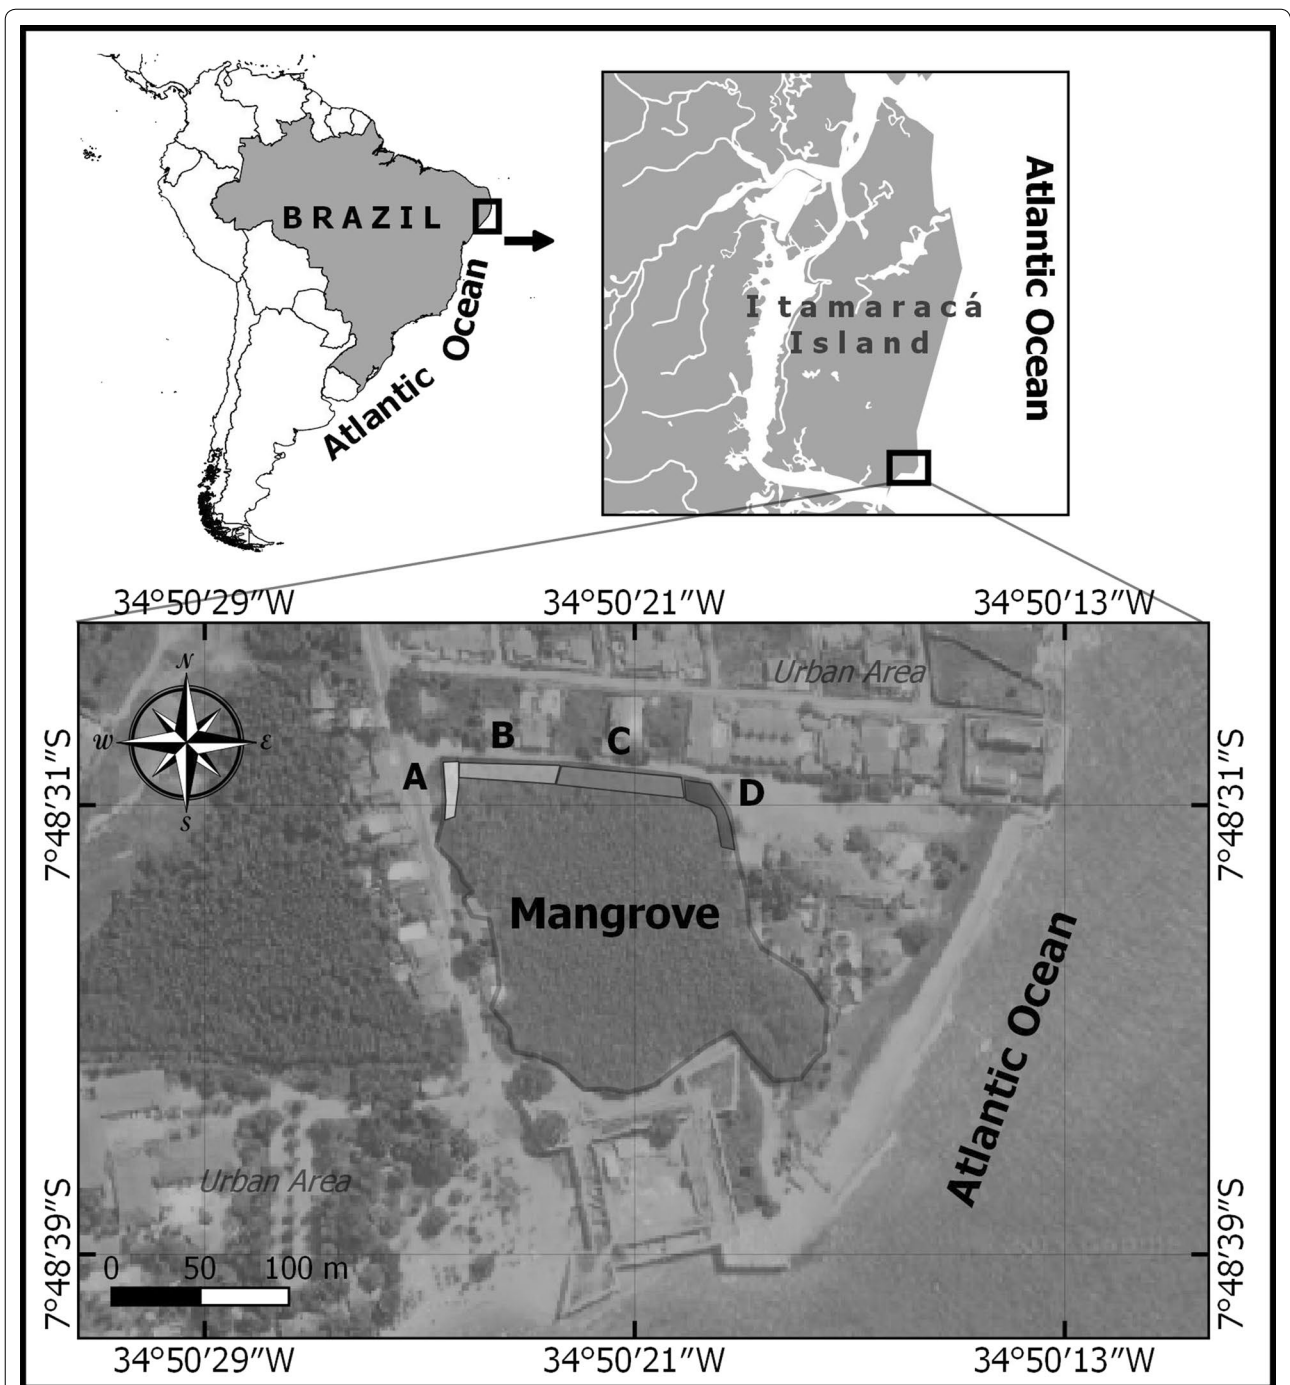 BRAZIL
Atlantic Ocean
Itamaracá
Island
Atlantic Ocean
34°50′29″W 34°50′21″W 34°50′13″W
Urban Area
N
W E
S
7°48′31″S
7°48′31″S
A
B
C
D
Mangrove
Atlantic Ocean
Urban Area
7°48′39″S
7°48′39″S
0 50 100 m
34°50′29″W 34°50′21″W 34°50′13″W